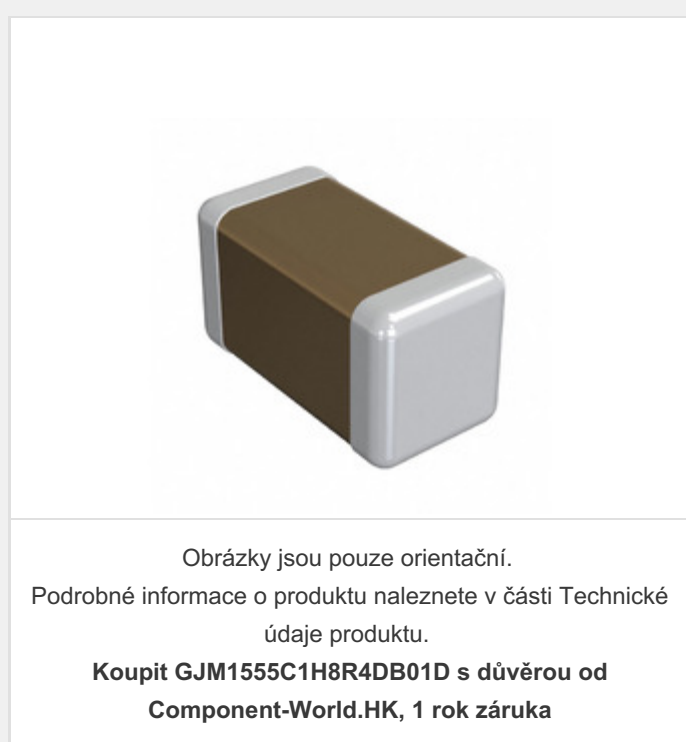 Obrázky jsou pouze orientační.
Podrobné informace o produktu naleznete v části Technické
údaje produktu.
Koupit GJM1555C1H8R4DB01D s důvěrou od
Component-World.HK, 1 rok záruka